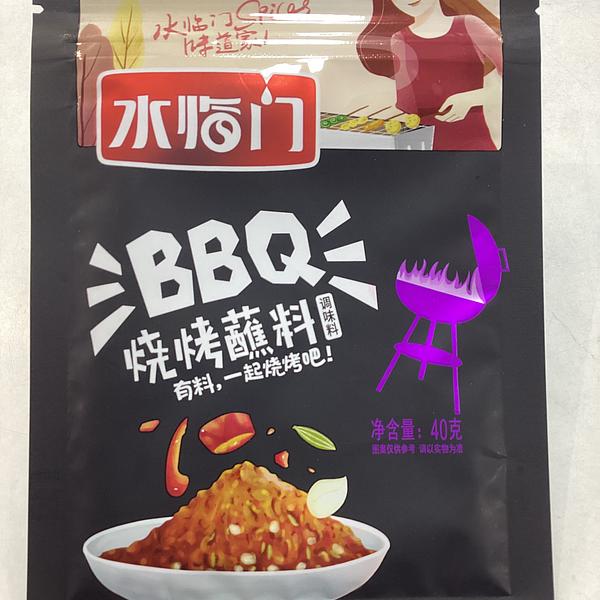 水临门 Spices
味道家!
水临门
BBQ
烧烤蘸料
调味料
有料,一起烧烤吧!
净含量: 40克
图案仅供参考 请以实物为准